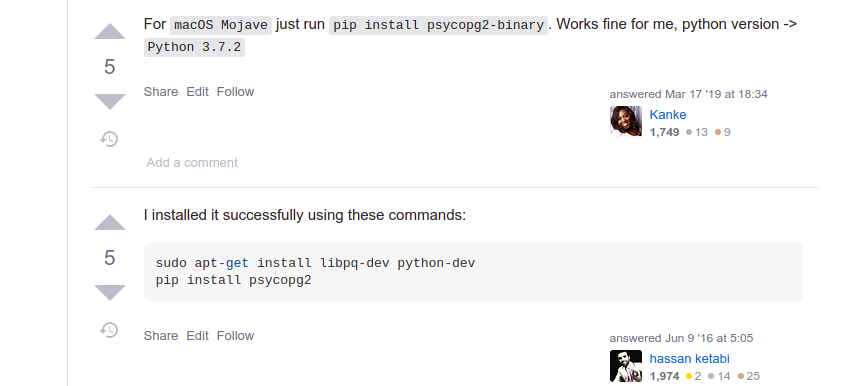 For macOS Mojave just run pip install psycopg2-binary. Works fine for me, python version ->
Python 3.7.2
5
Share Edit Follow
answered Mar 17 '19 at 18:34
Kanke
1,749 13 9
Add a comment
I installed it successfully using these commands:
5
sudo apt-get install libpq-dev python-dev
pip install psycopg2
Share Edit Follow
answered Jun 9 '16 at 5:05
hassan ketabi
1,974 2 14 25